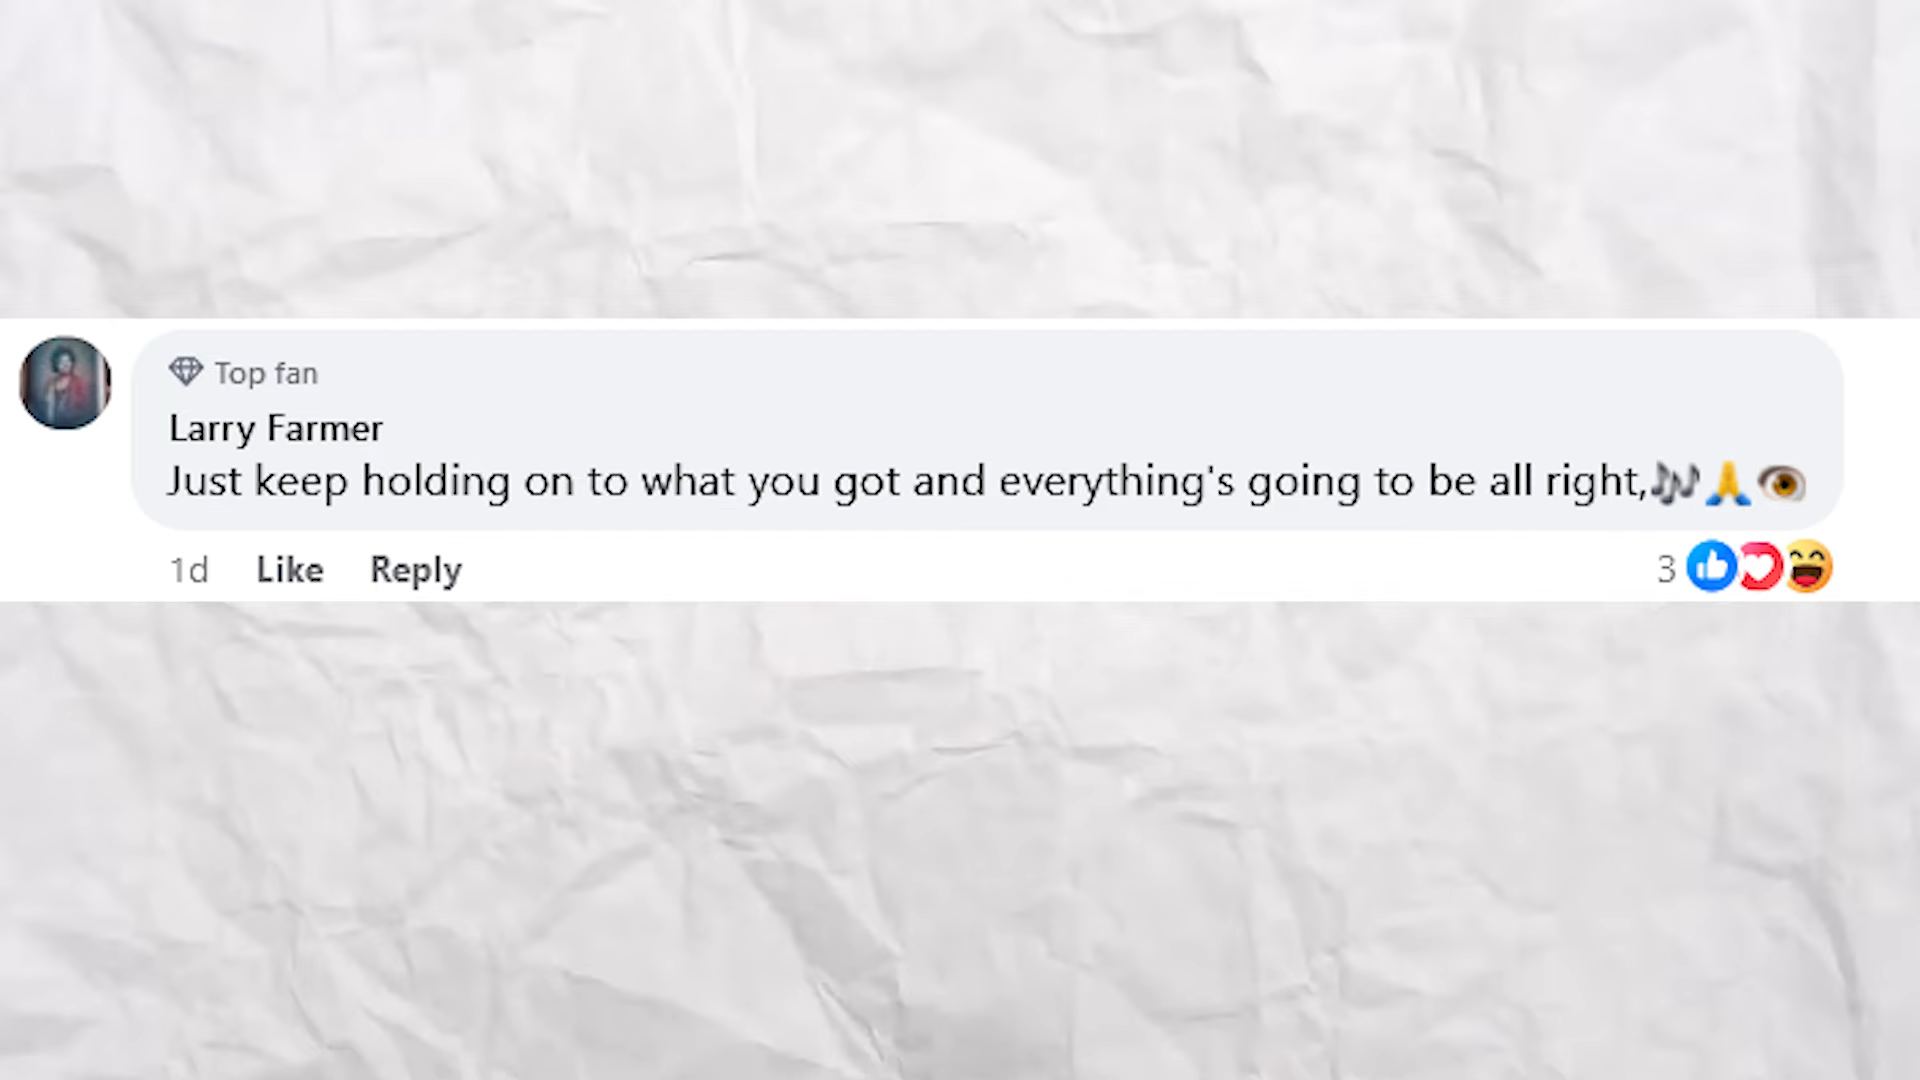 Top fan
Larry Farmer
Just keep holding on to what you got and everything's going to be all right,🎶🙏👁️
1d Like Reply 3